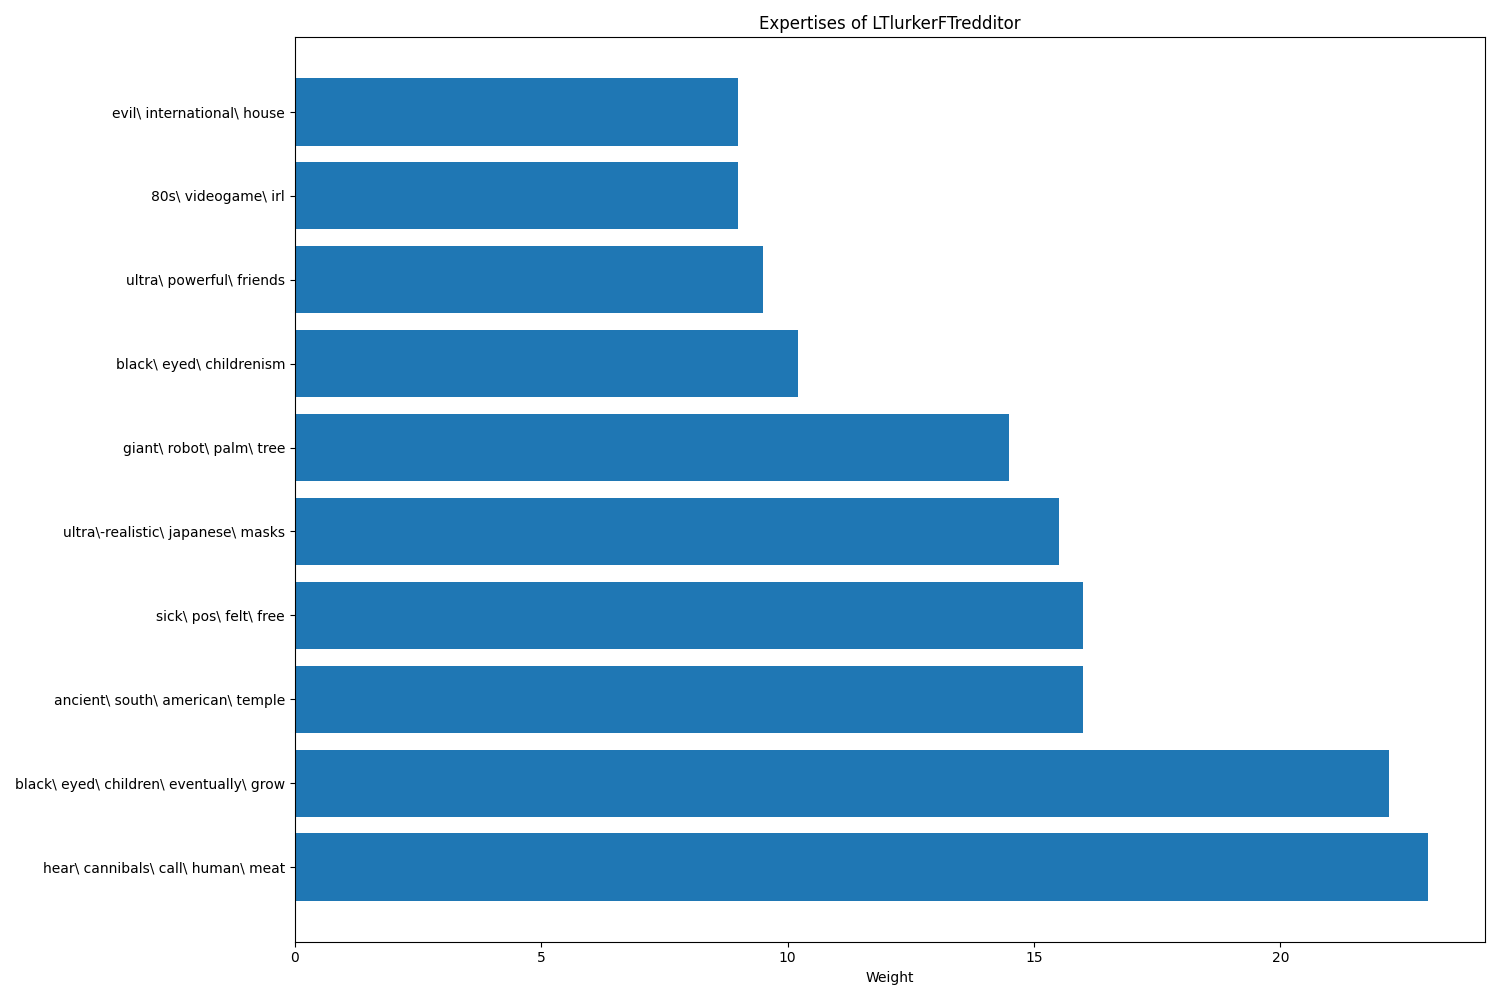 Expertises of LTlurkerFTredditor
evil\ international\ house
80s\ videogame\ irl
ultra\ powerful\ friends
black\ eyed\ childrenism
giant\ robot\ palm\ tree
ultra\-realistic\ japanese\ masks
sick\ pos\ felt\ free
ancient\ south\ american\ temple
black\ eyed\ children\ eventually\ grow
hear\ cannibals\ call\ human\ meat
0 5 10 15 20
Weight